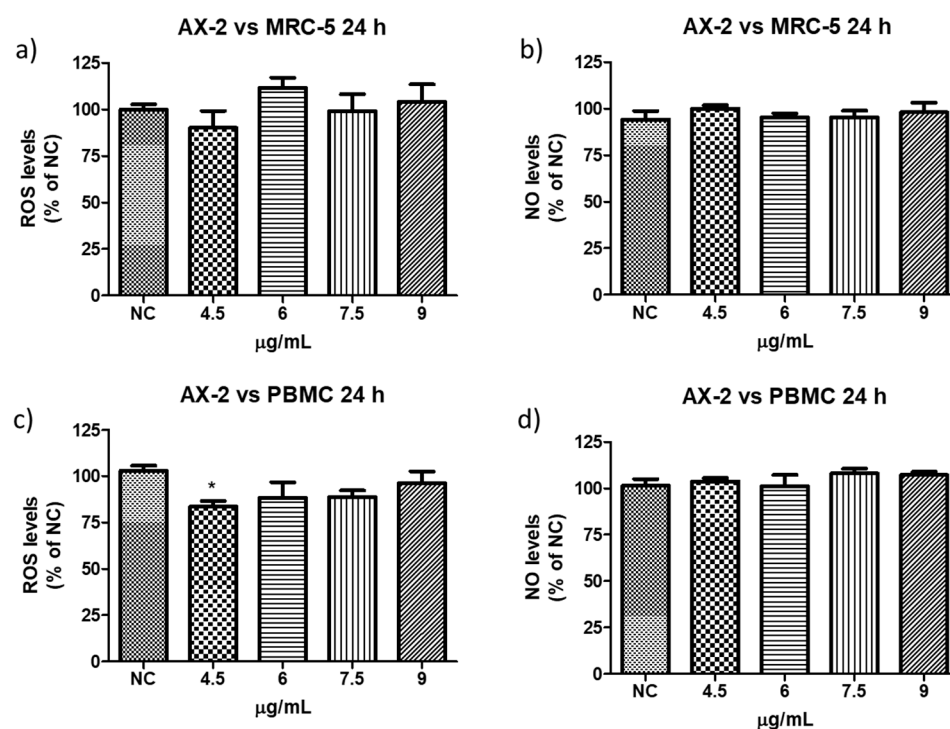 a)
AX-2 vs MRC-5 24 h
ROS levels
(% of NC)
125
100
75
50
25
0
NC 4.5 6 7.5 9
µg/mL
b)
AX-2 vs MRC-5 24 h
NO levels
(% of NC)
125
100
75
50
25
0
NC 4.5 6 7.5 9
µg/mL
c)
AX-2 vs PBMC 24 h
ROS levels
(% of NC)
125
100
75
50
25
0
*
NC 4.5 6 7.5 9
µg/mL
d)
AX-2 vs PBMC 24 h
NO levels
(% of NC)
125
100
75
50
25
0
NC 4.5 6 7.5 9
µg/mL